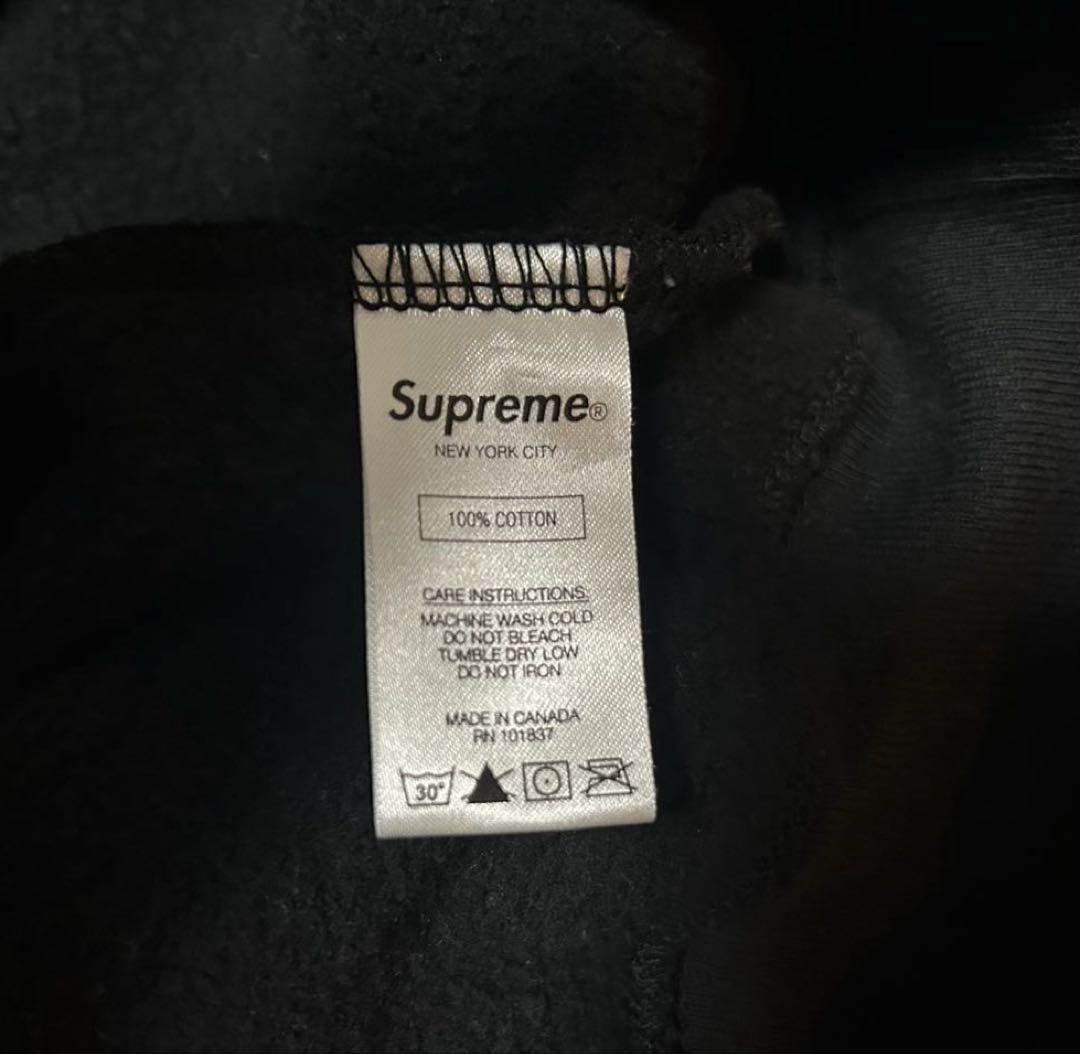 Supreme®
NEW YORK CITY
100% COTTON
CARE INSTRUCTIONS:
MACHINE WASH COLD
DO NOT BLEACH
TUMBLE DRY LOW
DO NOT IRON
MADE IN CANADA
RN 101837
30°